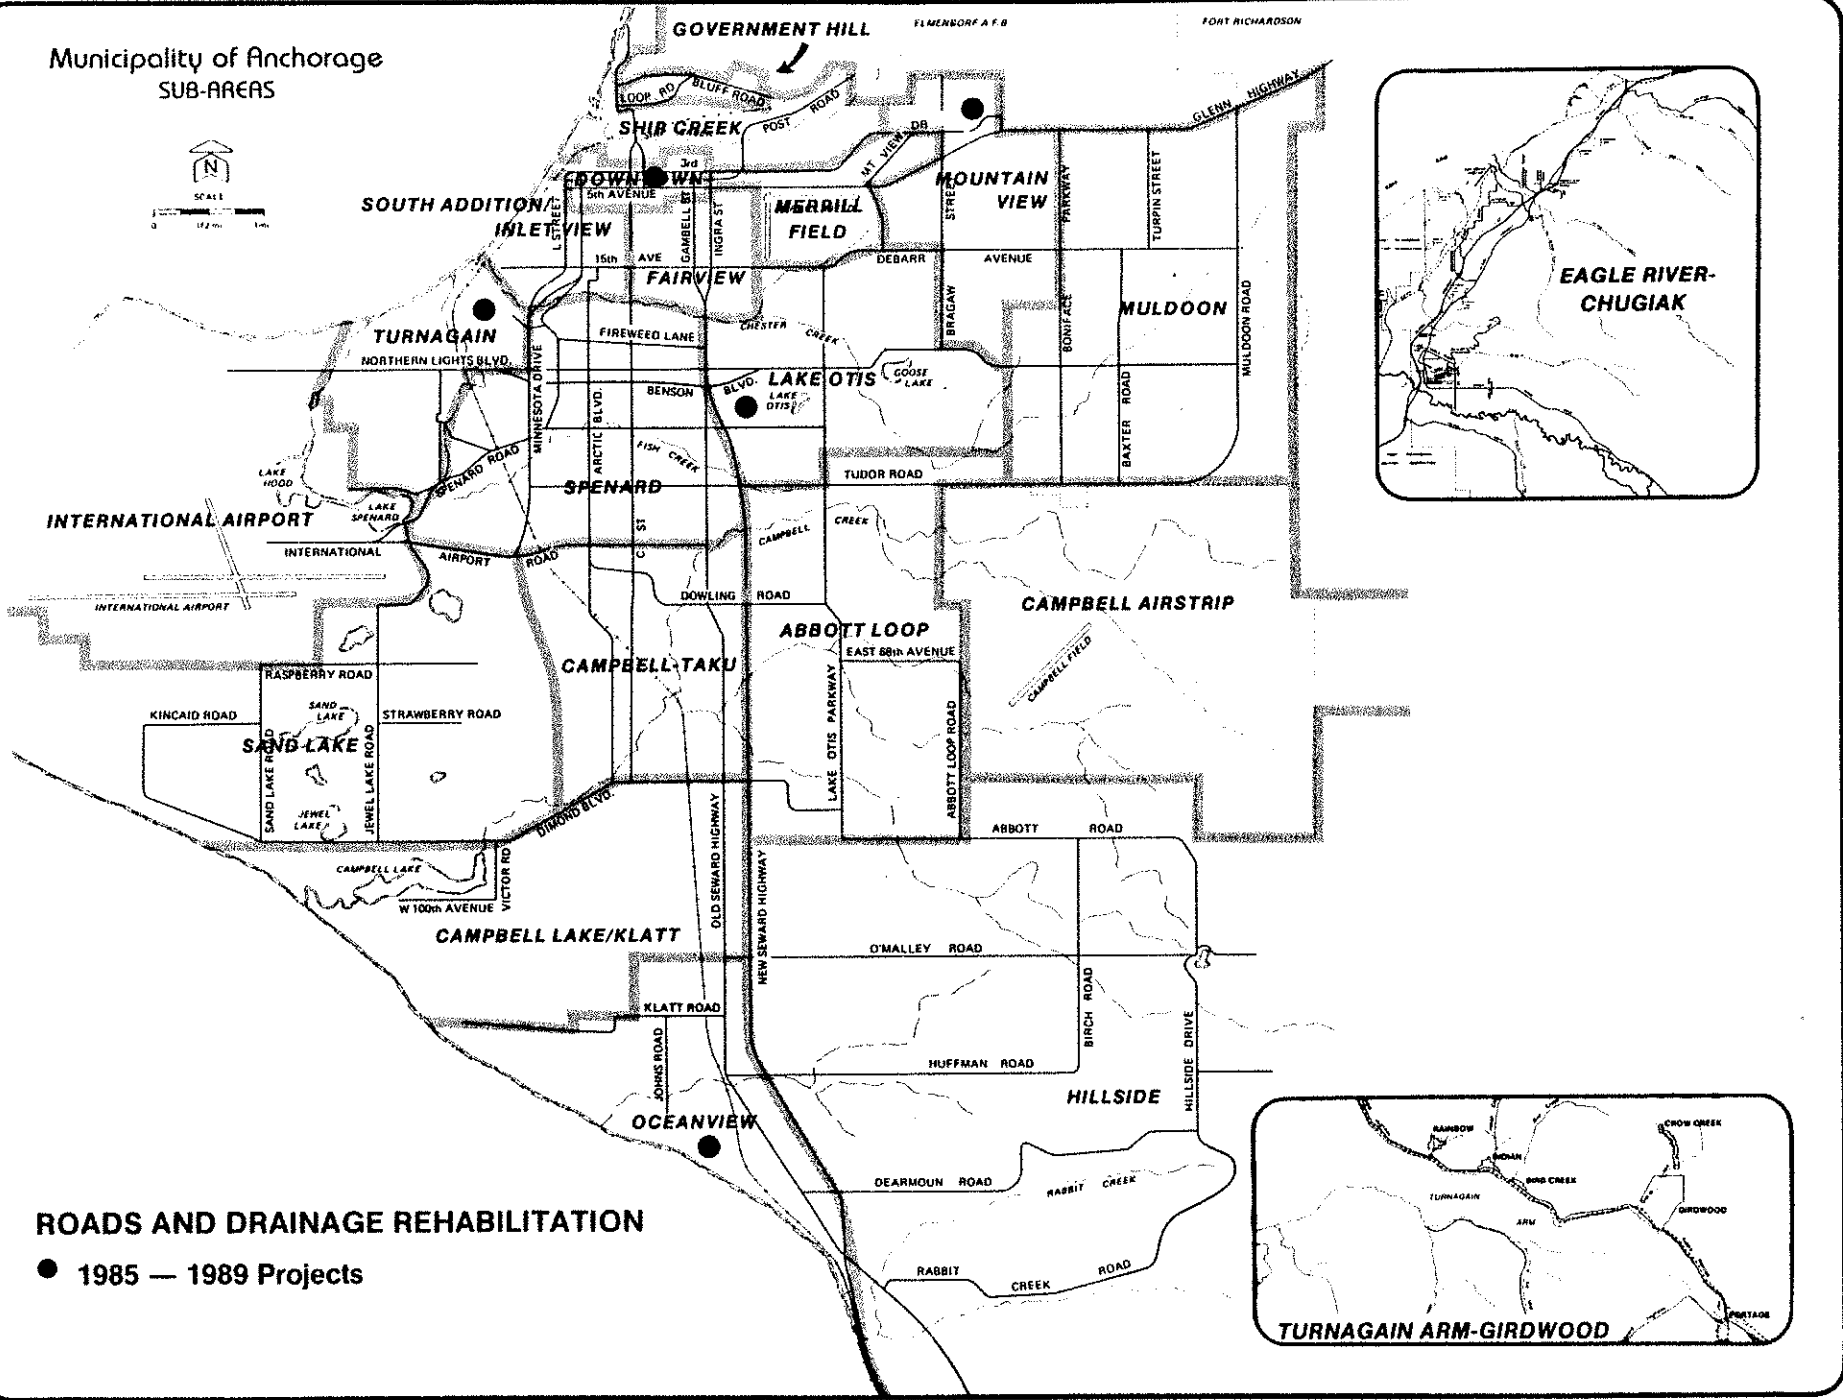 Municipality of Anchorage
SUB-AREAS
N
SCALE
0 1/2 mi 1 mi
GOVERNMENT HILL
ELMENDORF A F B
FORT RICHARDSON
LOOP RD
BLUFF ROAD
POST ROAD
GLENN HIGHWAY
SHIP CREEK
MT VIEW DR
3rd
DOWNTOWN
5th AVENUE
SOUTH ADDITION/
INLET VIEW
L STREET
GAMBELL ST
INGRA ST
MERRILL
FIELD
MOUNTAIN
VIEW
STREET
PARKWAY
TURPIN STREET
15th AVE
FAIRVIEW
DEBARR AVENUE
BRAGAW
BONIFACE
MULDOON
MULDOON ROAD
TURNAGAIN
FIREWEED LANE
CHESTER CREEK
NORTHERN LIGHTS BLVD.
MINNESOTA DRIVE
BENSON BLVD.
LAKE OTIS
LAKE
OTIS
GOOSE
LAKE
ARCTIC BLVD.
FISH CREEK
BAXTER ROAD
SPENARD ROAD
SPENARD
TUDOR ROAD
LAKE
HOOD
LAKE
SPENARD
INTERNATIONAL AIRPORT
INTERNATIONAL AIRPORT ROAD
C ST
CAMPBELL CREEK
INTERNATIONAL AIRPORT
DOWLING ROAD
CAMPBELL AIRSTRIP
ABBOTT LOOP
EAST 68th AVENUE
CAMPBELL FIELD
CAMPBELL-TAKU
RASPBERRY ROAD
SAND
LAKE
KINCAID ROAD
STRAWBERRY ROAD
SAND LAKE
SAND LAKE ROAD
JEWEL LAKE ROAD
JEWEL
LAKE
LAKE OTIS PARKWAY
ABBOTT LOOP ROAD
DIMOND BLVD.
ABBOTT ROAD
CAMPBELL LAKE
VICTOR RD
W 100th AVENUE
OLD SEWARD HIGHWAY
NEW SEWARD HIGHWAY
CAMPBELL LAKE/KLATT
O'MALLEY ROAD
KLATT ROAD
BIRCH ROAD
HILLSIDE DRIVE
JOHNS ROAD
HUFFMAN ROAD
HILLSIDE
OCEANVIEW
DEARMOUN ROAD
RABBIT CREEK
RABBIT CREEK ROAD
EAGLE RIVER-
CHUGIAK
RAINBOW
INDIAN
BIRD CREEK
CROW CREEK
GIRDWOOD
TURNAGAIN
ARM
PORTAGE
TURNAGAIN ARM-GIRDWOOD
ROADS AND DRAINAGE REHABILITATION
1985 — 1989 Projects